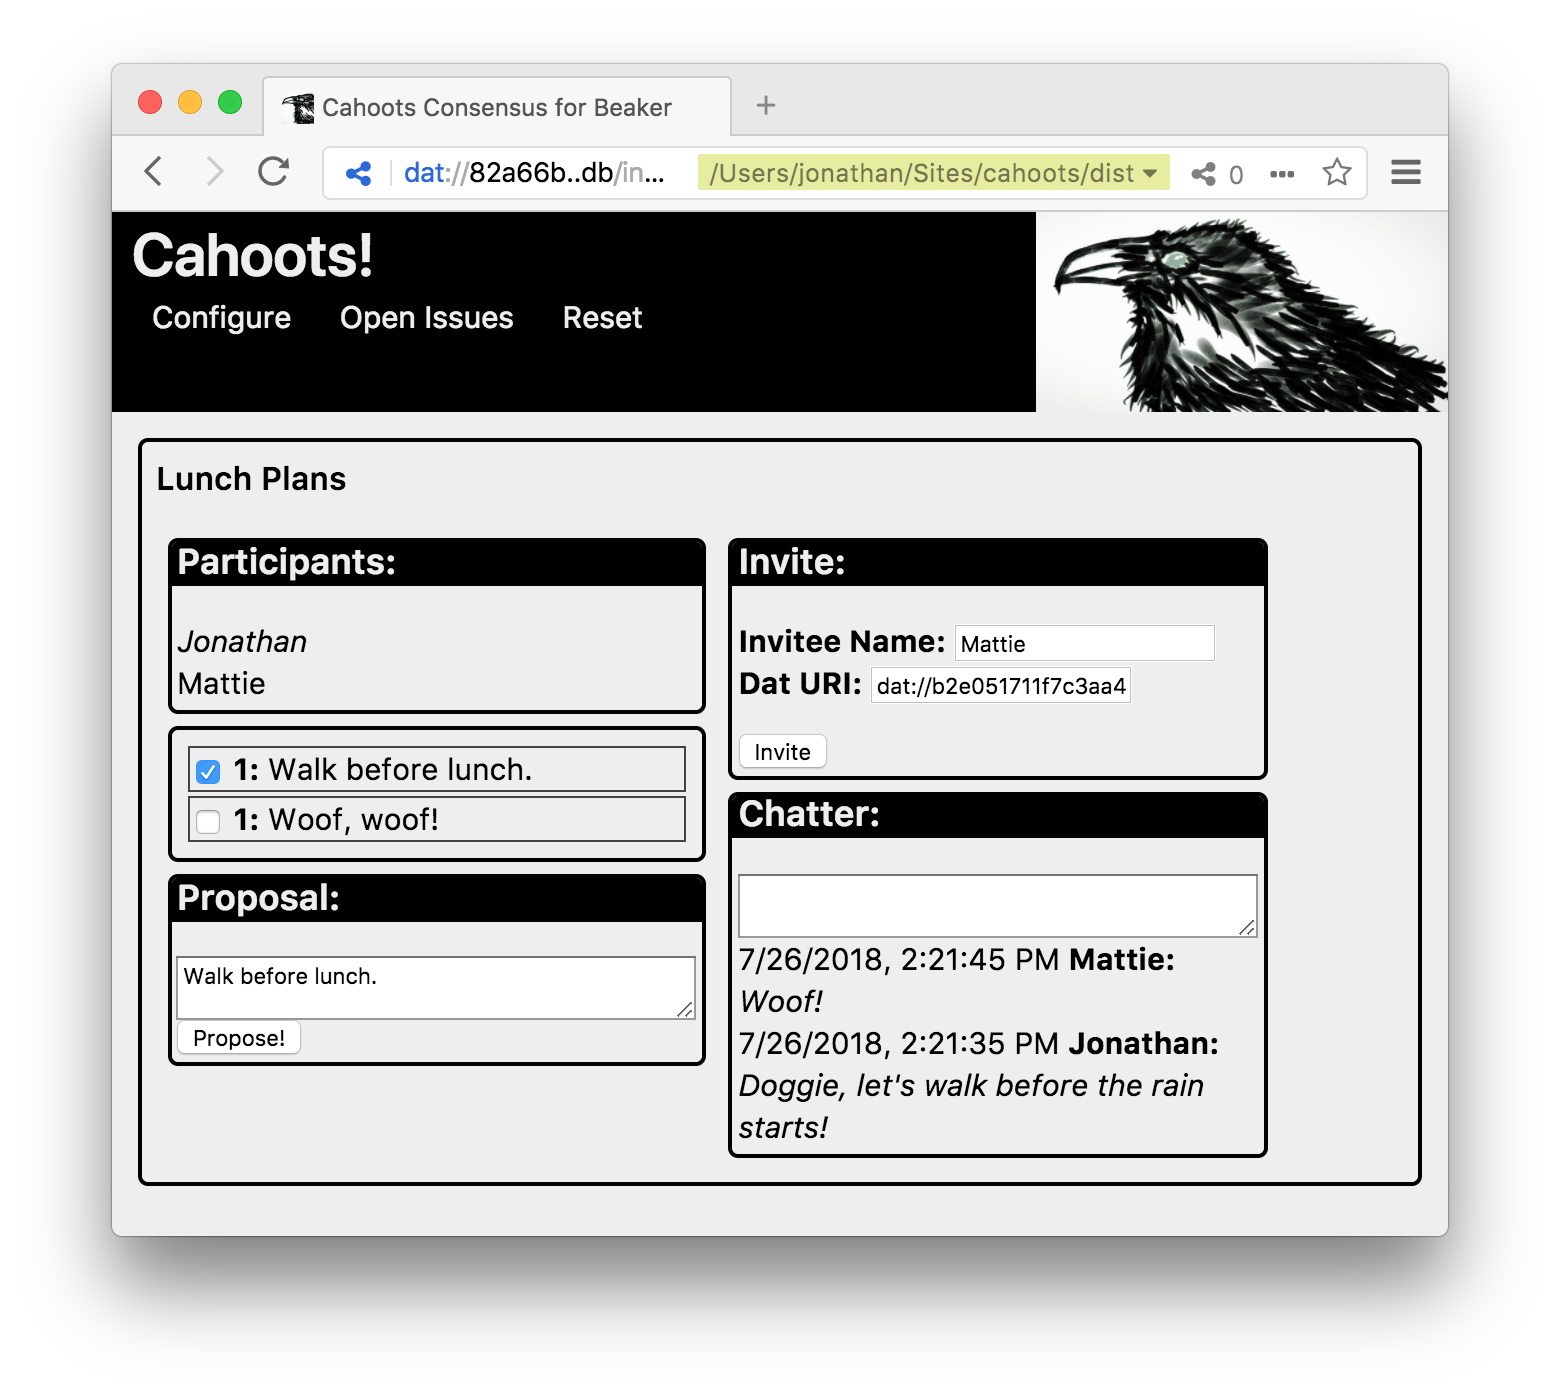 Cahoots Consensus for Beaker
dat://82a66b..db/in...
/Users/jonathan/Sites/cahoots/dist
0
Cahoots!
Configure Open Issues Reset
Lunch Plans
Participants:
Jonathan
Mattie
1: Walk before lunch.
1: Woof, woof!
Proposal:
Walk before lunch.
Propose!
Invite:
Invitee Name: Mattie
Dat URI: dat://b2e051711f7c3aa4
Invite
Chatter:
7/26/2018, 2:21:45 PM Mattie:
Woof!
7/26/2018, 2:21:35 PM Jonathan:
Doggie, let's walk before the rain
starts!